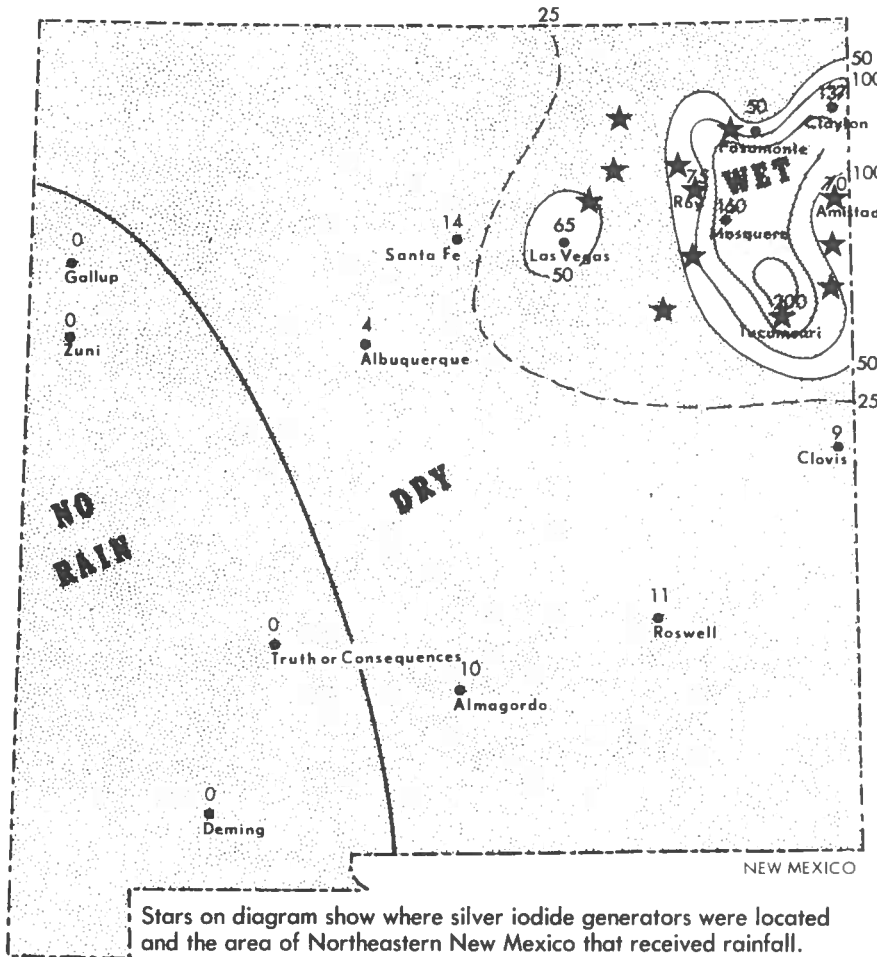 25
50
100
137
Clayton
50
Pasamonte
WET
100
75
Roy
70
Amistad
160
Mosquero
14
Santa Fe
65
Las Vegas
50
0
Gallup
0
Zuni
4
Albuquerque
200
Tucumcari
50
25
9
Clovis
DRY
NO
RAIN
11
Roswell
0
Truth or Consequences
10
Almagordo
0
Deming
NEW MEXICO
Stars on diagram show where silver iodide generators were located
and the area of Northeastern New Mexico that received rainfall.